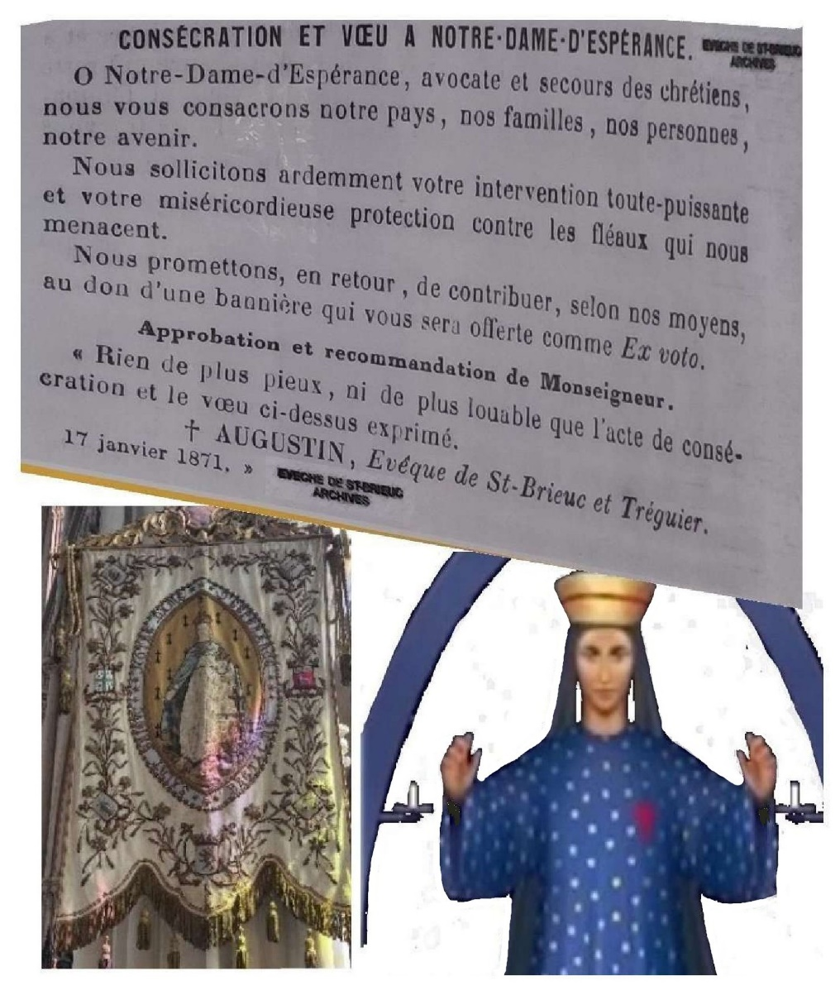 CONSÉCRATION ET VŒU A NOTRE-DAME-D'ESPÉRANCE.
EVECHE DE ST-BRIEUC
ARCHIVES
O Notre-Dame-d'Espérance, avocate et secours des chrétiens,
nous vous consacrons notre pays, nos familles, nos personnes,
notre avenir.
Nous sollicitons ardemment votre intervention toute-puissante
et votre miséricordieuse protection contre les fléaux qui nous
menacent.
Nous promettons, en retour, de contribuer, selon nos moyens,
au don d'une bannière qui vous sera offerte comme Ex voto.
Approbation et recommandation de Monseigneur.
« Rien de plus pieux, ni de plus louable que l'acte de consé-
cration et le vœu ci-dessus exprimé.
† AUGUSTIN, Evêque de St-Brieuc et Tréguier.
17 janvier 1871. »
EVECHE DE ST-BRIEUC
ARCHIVES